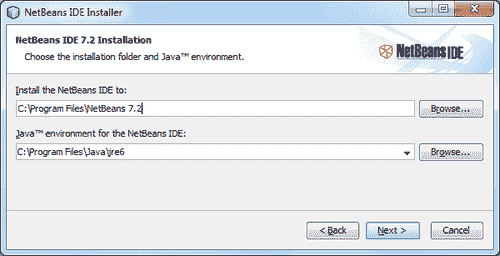 NetBeans IDE Installer
NetBeans IDE 7.2 Installation
Choose the installation folder and Java™ environment.
NetBeans IDE
Install the NetBeans IDE to:
C:\Program Files\NetBeans 7.2
Browse...
Java™ environment for the NetBeans IDE:
C:\Program Files\Java\jre6
Browse...
< Back
Next >
Cancel